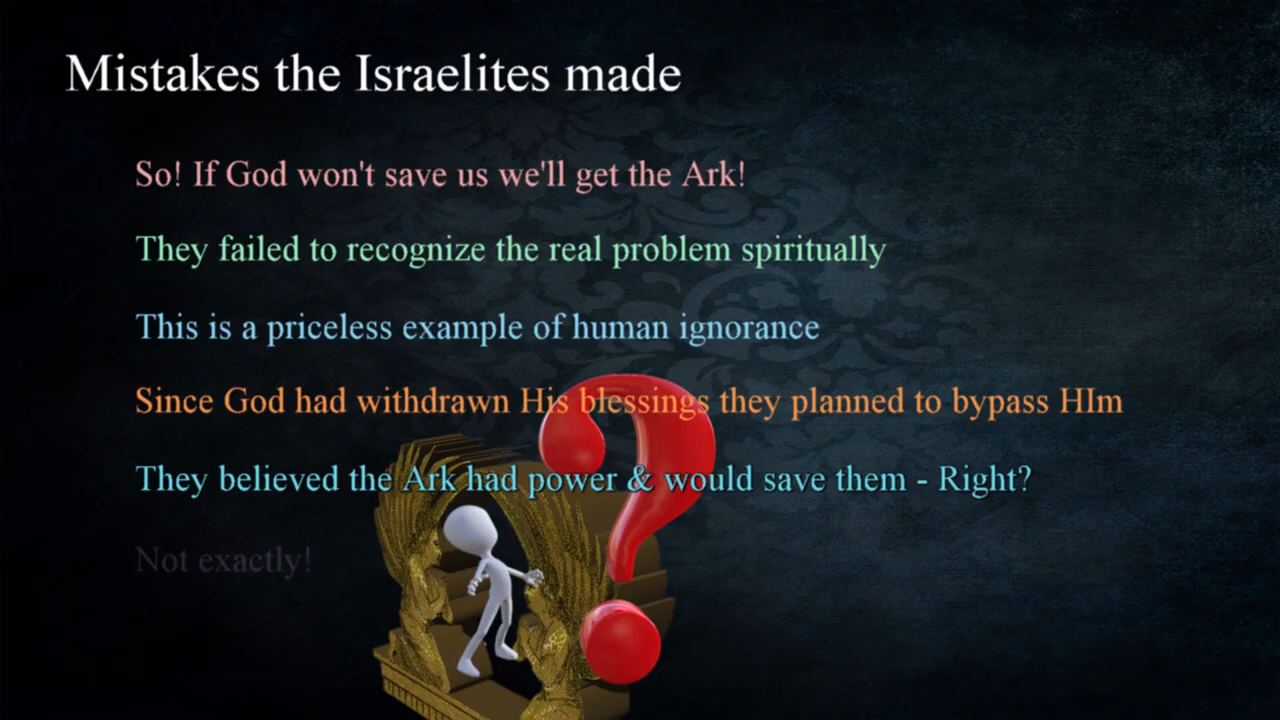 Mistakes the Israelites made
So! If God won't save us we'll get the Ark!
They failed to recognize the real problem spiritually
This is a priceless example of human ignorance
Since God had withdrawn His blessings they planned to bypass HIm
They believed the Ark had power & would save them - Right?
Not exactly!